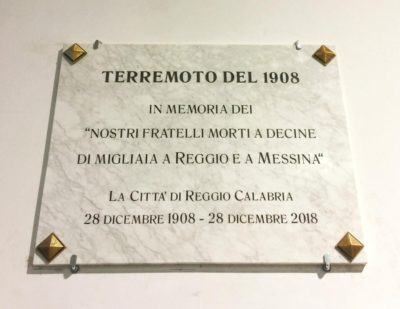 TERREMOTO DEL 1908
IN MEMORIA DEI
"NOSTRI FRATELLI MORTI A DECINE
DI MIGLIAIA A REGGIO E A MESSINA"
LA CITTA' DI REGGIO CALABRIA
28 DICEMBRE 1908 - 28 DICEMBRE 2018